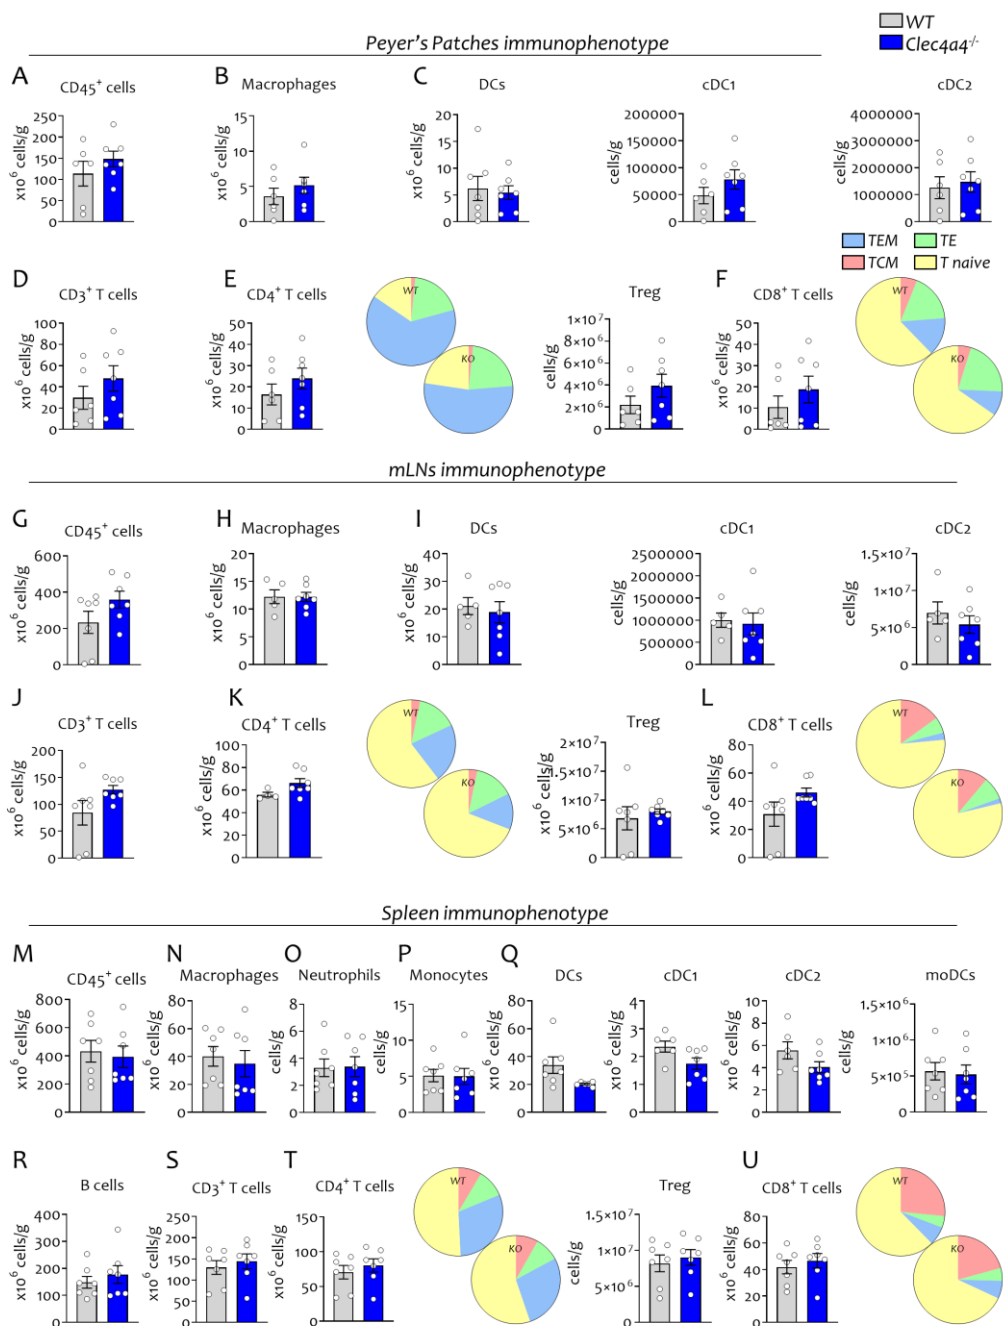 WT
Clec4a4-/-
Peyer's Patches immunophenotype
A
CD45+ cells
x10^6 cells/g
250
200
150
100
50
0
B
Macrophages
x10^6 cells/g
15
10
5
0
C
DCs
x10^6 cells/g
20
15
10
5
0
cDC1
cells/g
200000
150000
100000
50000
0
cDC2
cells/g
4000000
3000000
2000000
1000000
0
TEM
TE
TCM
T naive
D
CD3+ T cells
x10^6 cells/g
100
80
60
40
20
0
E
CD4+ T cells
x10^6 cells/g
50
40
30
20
10
0
WT
KO
Treg
cells/g
1×10^7
8×10^6
6×10^6
4×10^6
2×10^6
0
F
CD8+ T cells
x10^6 cells/g
50
40
30
20
10
0
WT
KO
mLNs immunophenotype
G
CD45+ cells
x10^6 cells/g
600
400
200
0
H
Macrophages
x10^6 cells/g
20
15
10
5
0
I
DCs
x10^6 cells/g
40
30
20
10
0
cDC1
cells/g
2500000
2000000
1500000
1000000
500000
0
cDC2
cells/g
1.5×10^7
1×10^7
5×10^6
0
J
CD3+ T cells
x10^6 cells/g
200
150
100
50
0
K
CD4+ T cells
x10^6 cells/g
100
80
60
40
20
0
WT
KO
Treg
x10^6 cells/g
2×10^7
2×10^7
1×10^7
5×10^6
0
L
CD8+ T cells
x10^6 cells/g
80
60
40
20
0
WT
KO
Spleen immunophenotype
M
CD45+ cells
x10^6 cells/g
800
600
400
200
0
N
Macrophages
x10^6 cells/g
80
60
40
20
0
O
Neutrophils
x10^6 cells/g
8
6
4
2
0
P
Monocytes
cells/g
15
10
5
0
Q
DCs
x10^6 cells/g
80
60
40
20
0
cDC1
x10^6 cells/g
4
3
2
1
0
cDC2
x10^6 cells/g
10
8
6
4
2
0
moDCs
cells/g
1.5×10^6
1×10^6
5×10^5
0
R
B cells
x10^6 cells/g
400
300
200
100
0
S
CD3+ T cells
x10^6 cells/g
250
200
150
100
50
0
T
CD4+ T cells
x10^6 cells/g
200
150
100
50
0
WT
KO
Treg
cells/g
1.5×10^7
1×10^7
5×10^6
0
U
CD8+ T cells
x10^6 cells/g
100
80
60
40
20
0
WT
KO